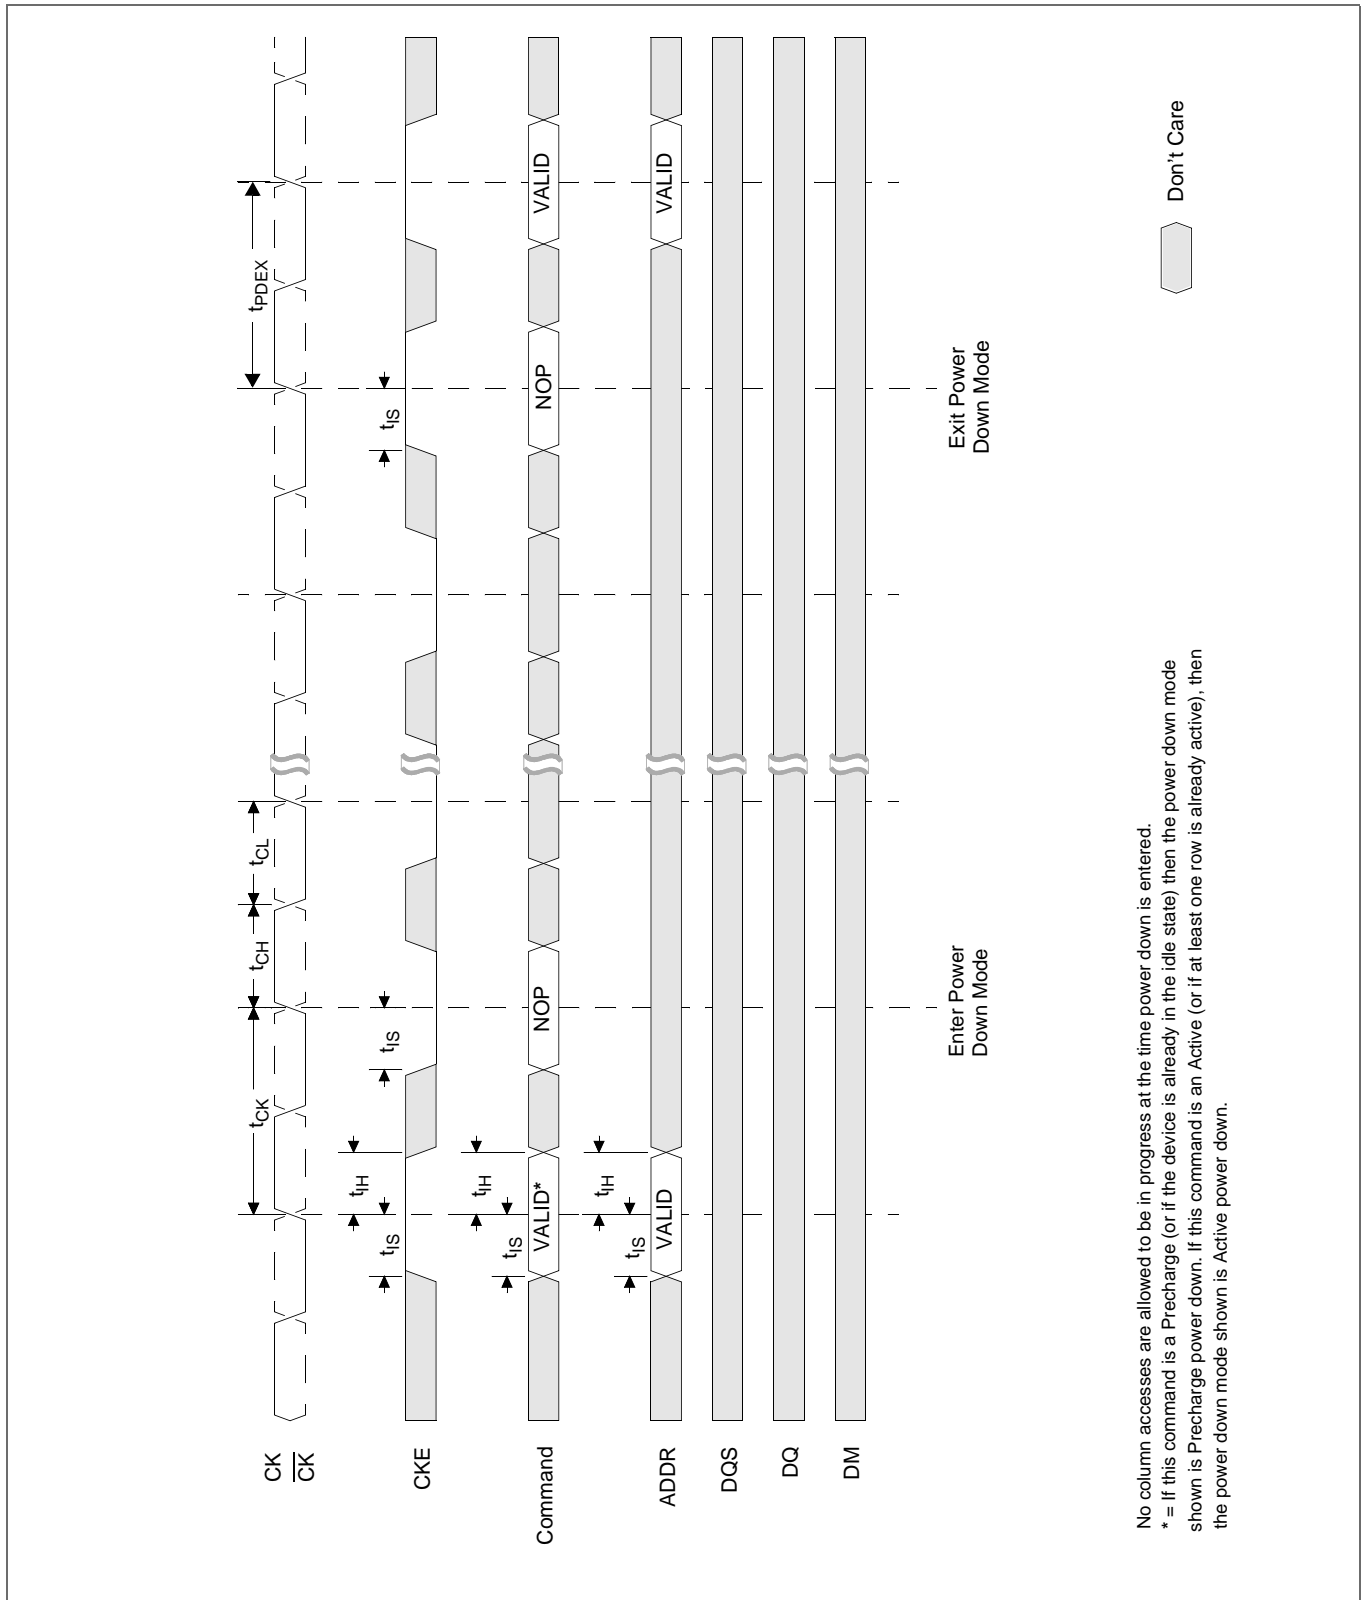 tCK
tCH
tCL
tPDEX
CK
CK
tIS
tIH
tIS
tIS
CKE
tIS
tIH
Command
VALID*
NOP
NOP
VALID
tIS
tIH
ADDR
VALID
VALID
DQS
DQ
DM
Enter Power
Down Mode
Exit Power
Down Mode
No column accesses are allowed to be in progress at the time power down is entered.
* = If this command is a Precharge (or if the device is already in the idle state) then the power down mode
shown is Precharge power down. If this command is an Active (or if at least one row is already active), then
the power down mode shown is Active power down.
Don't Care